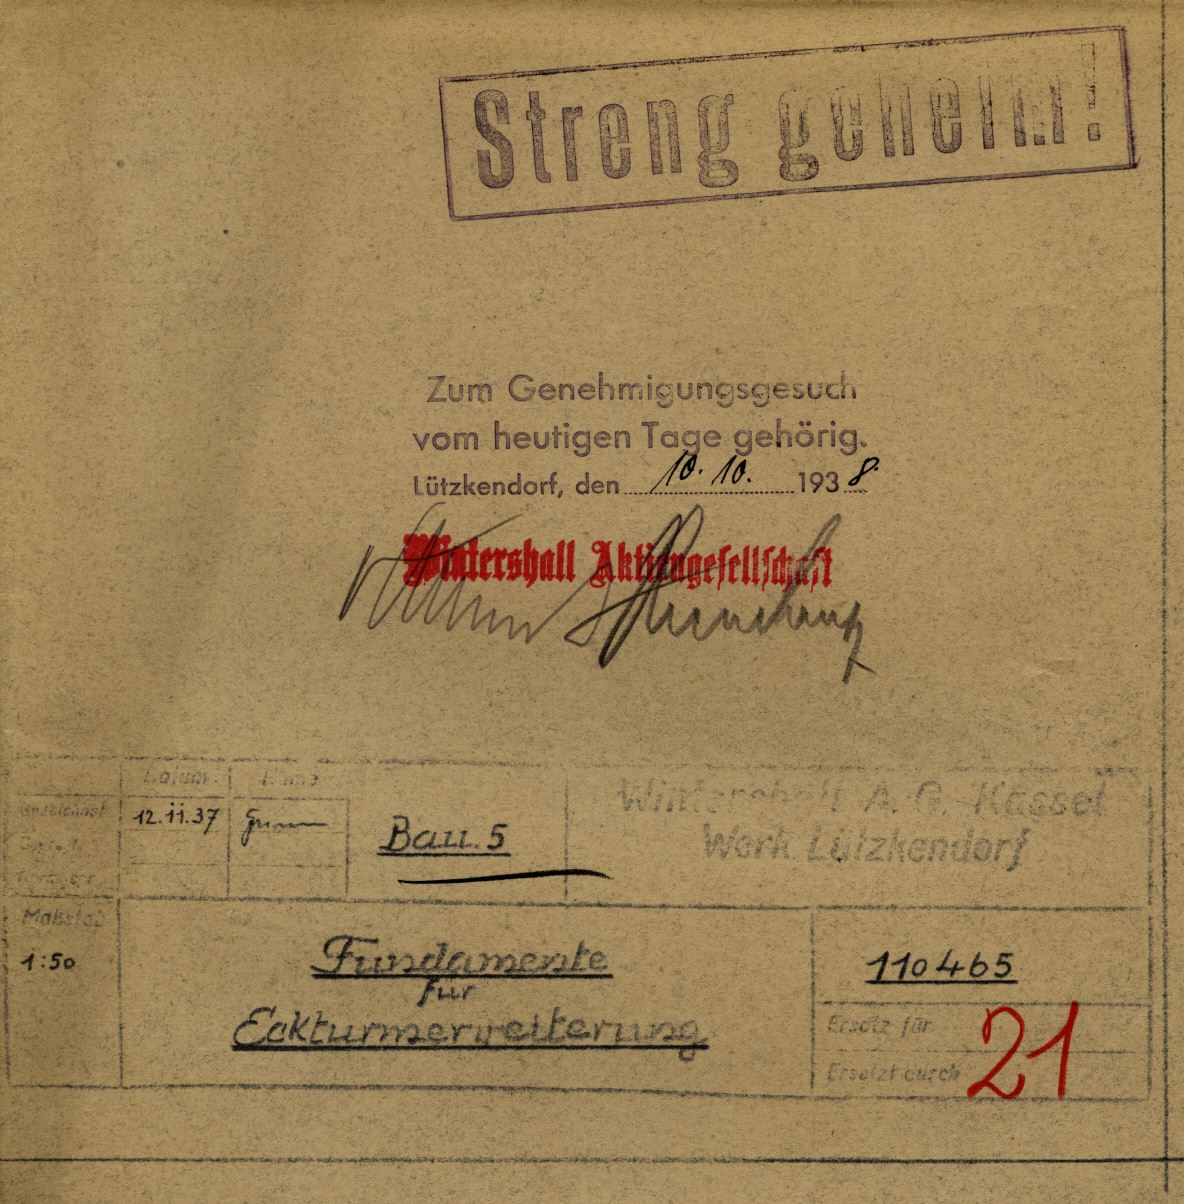 Streng geheim!
Zum Genehmigungsgesuch
vom heutigen Tage gehörig.
Lützkendorf, den 10. 10. 1938.
Wintershall Aktiengesellschaft
Datum
Gezeichnet 12.11.37
Bau 5
Wintershall A. G. Kassel
Werk Lützkendorf
Maßstab
1:50
Fundamente
für
Eckturmerweiterung
110465
Ersatz für
Ersetzt durch
21